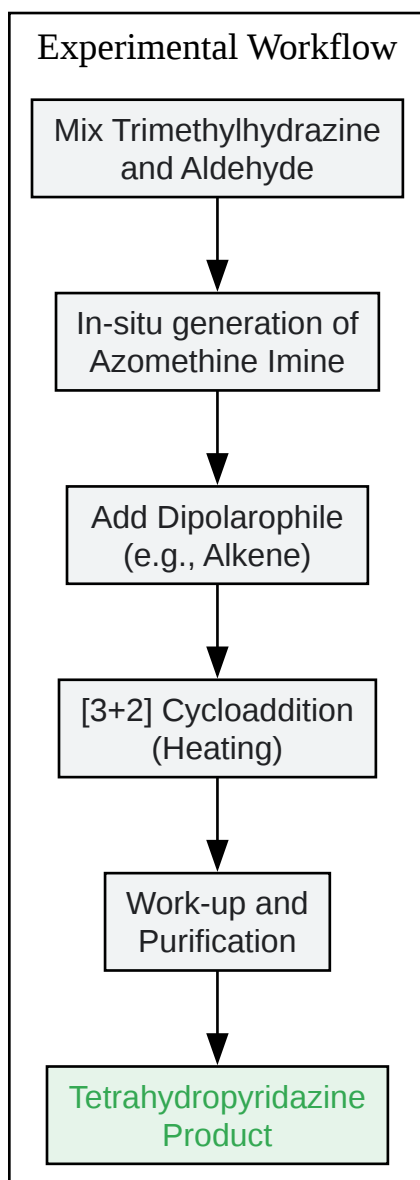 Experimental Workflow
Mix Trimethylhydrazine
and Aldehyde
In-situ generation of
Azomethine Imine
Add Dipolarophile
(e.g., Alkene)
[3+2] Cycloaddition
(Heating)
Work-up and
Purification
Tetrahydropyridazine
Product